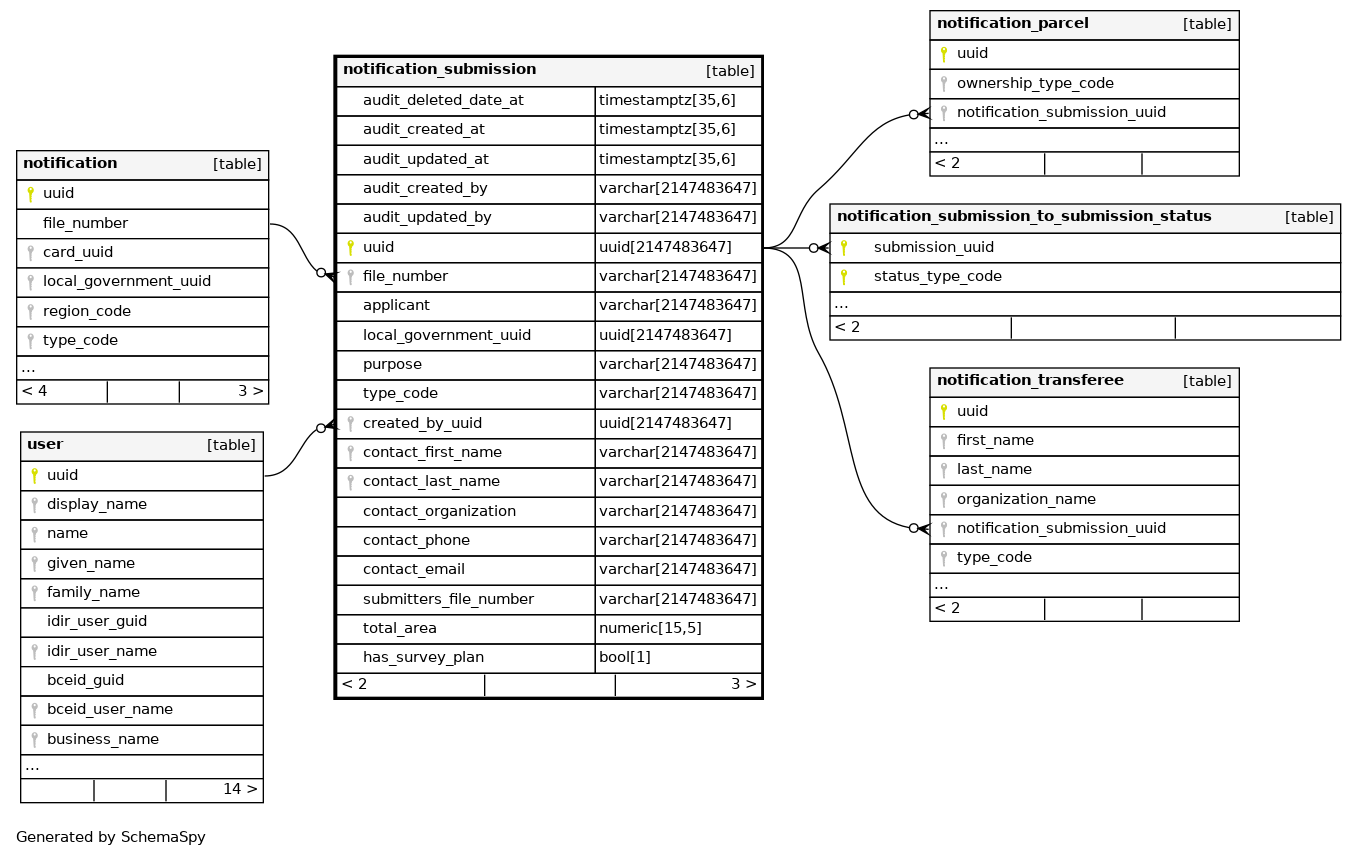 notification [table]
uuid
file_number
card_uuid
local_government_uuid
region_code
type_code
...
< 4 3 >
user [table]
uuid
display_name
name
given_name
family_name
idir_user_guid
idir_user_name
bceid_guid
bceid_user_name
business_name
...
14 >
notification_submission [table]
audit_deleted_date_at timestamptz[35,6]
audit_created_at timestamptz[35,6]
audit_updated_at timestamptz[35,6]
audit_created_by varchar[2147483647]
audit_updated_by varchar[2147483647]
uuid uuid[2147483647]
file_number varchar[2147483647]
applicant varchar[2147483647]
local_government_uuid uuid[2147483647]
purpose varchar[2147483647]
type_code varchar[2147483647]
created_by_uuid uuid[2147483647]
contact_first_name varchar[2147483647]
contact_last_name varchar[2147483647]
contact_organization varchar[2147483647]
contact_phone varchar[2147483647]
contact_email varchar[2147483647]
submitters_file_number varchar[2147483647]
total_area numeric[15,5]
has_survey_plan bool[1]
< 2 3 >
notification_parcel [table]
uuid
ownership_type_code
notification_submission_uuid
...
< 2
notification_submission_to_submission_status [table]
submission_uuid
status_type_code
...
< 2
notification_transferee [table]
uuid
first_name
last_name
organization_name
notification_submission_uuid
type_code
...
< 2
Generated by SchemaSpy